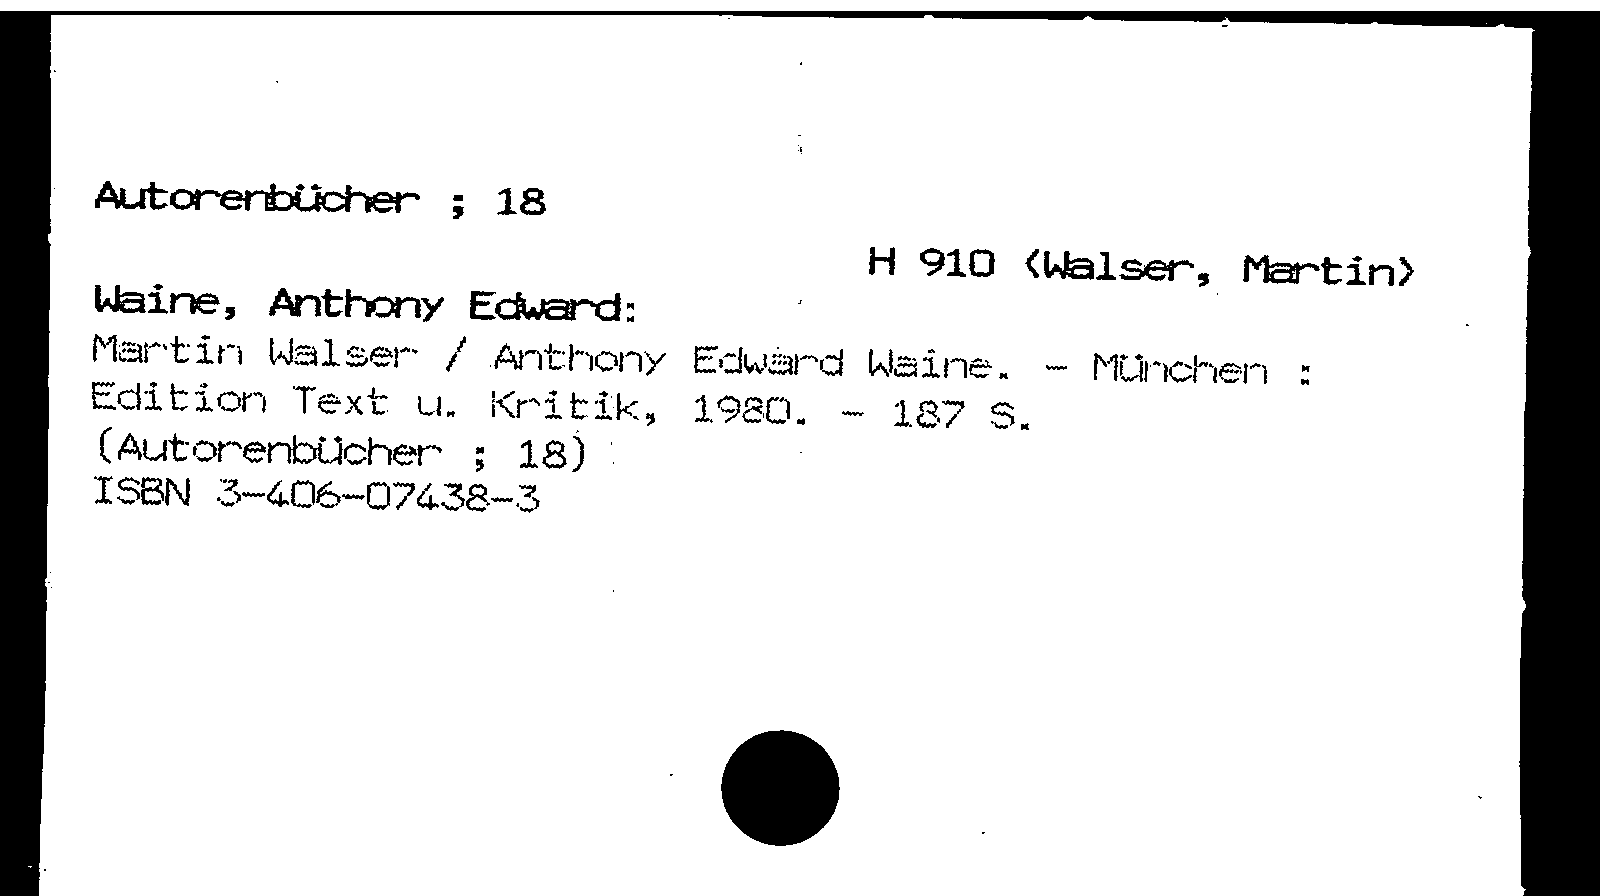 Autorenbücher ; 18
H 910 (Walser, Martin)
Waine, Anthony Edward:
Martin Walser / Anthony Edward Waine. - München :
Edition Text u. Kritik, 1980. - 187 S.
(Autorenbücher ; 18)
ISBN 3-406-07438-3